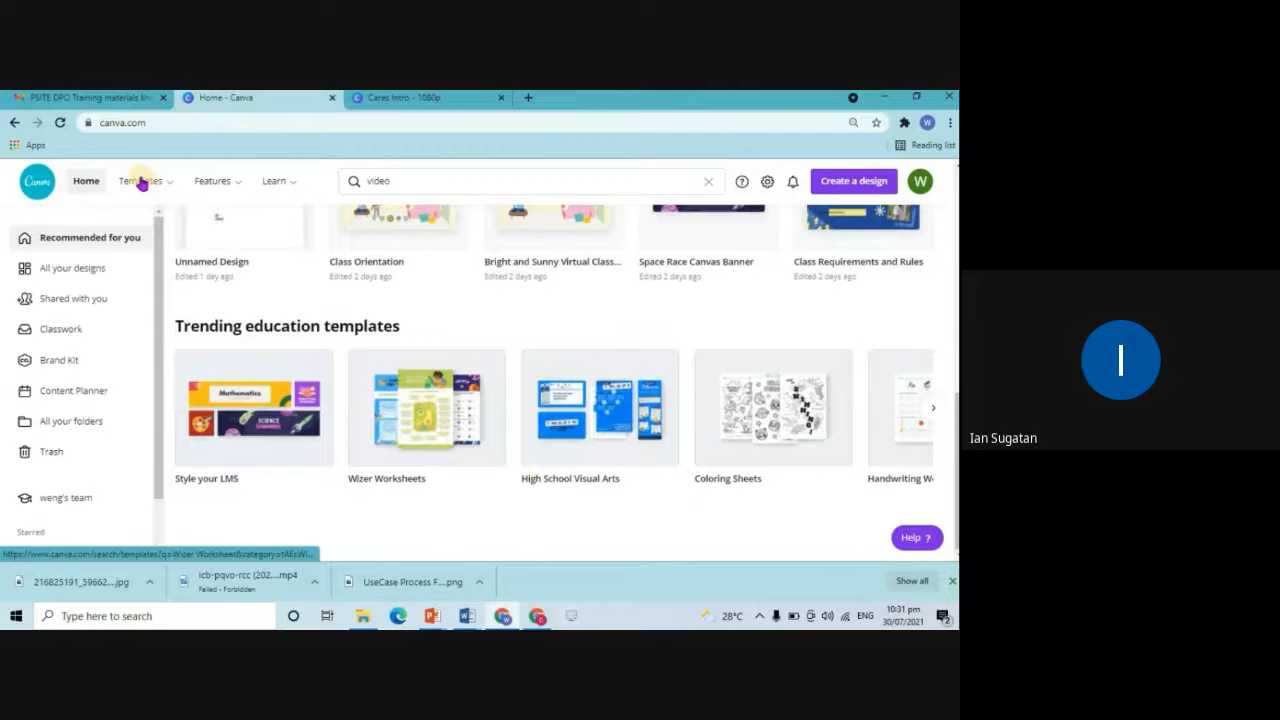 PSITE DPO Training materials.
Home - Canva
Cares Intro - 1080p
canva.com
Apps
Reading list
Canva
Home
Templates
Features
Learn
video
Create a design
W
Recommended for you
All your designs
Shared with you
Classwork
Brand Kit
Content Planner
All your folders
Trash
weng's team
Starred
Unnamed Design
Edited 1 day ago
Class Orientation
Edited 2 days ago
Bright and Sunny Virtual Class...
Edited 2 days ago
Space Race Canvas Banner
Edited 2 days ago
Class Requirements and Rules
Edited 2 days ago
Trending education templates
Mathematics
SCIENCE
Style your LMS
Wizer Worksheets
High School Visual Arts
Coloring Sheets
Handwriting W
Help ?
216825191_59662....jpg
icb-pqvo-rcc (202....mp4
Failed - Forbidden
UseCase Process F....png
Show all
Type here to search
28°C
ENG
10:31 pm
30/07/2021
2
I
Ian Sugatan